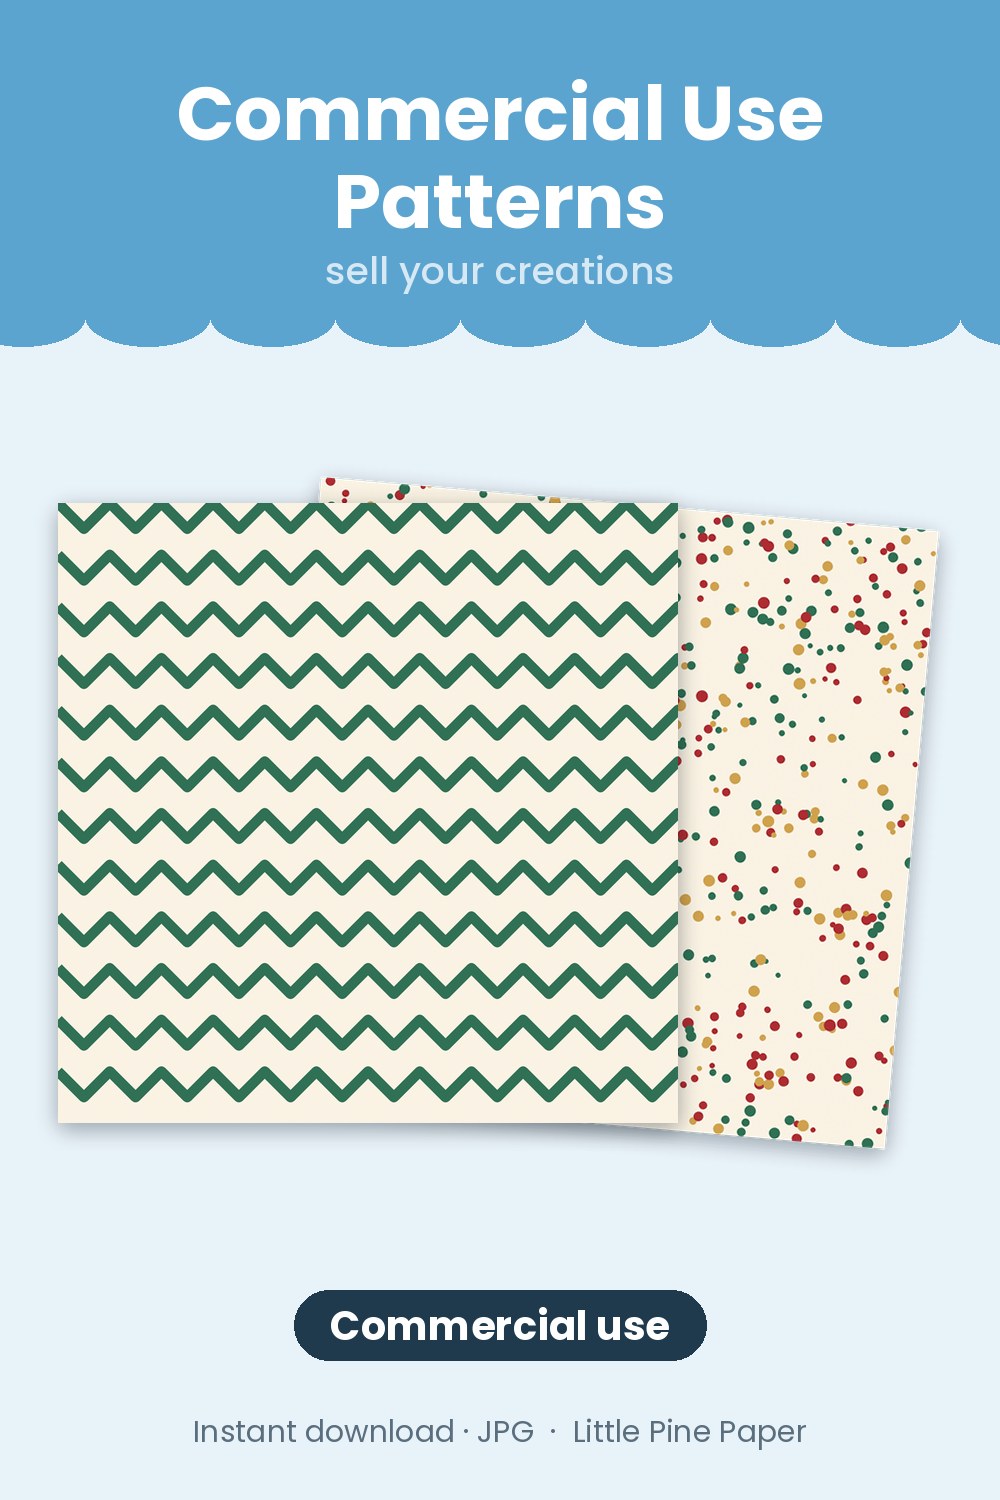 Commercial Use
Patterns
sell your creations
Commercial use
Instant download · JPG · Little Pine Paper